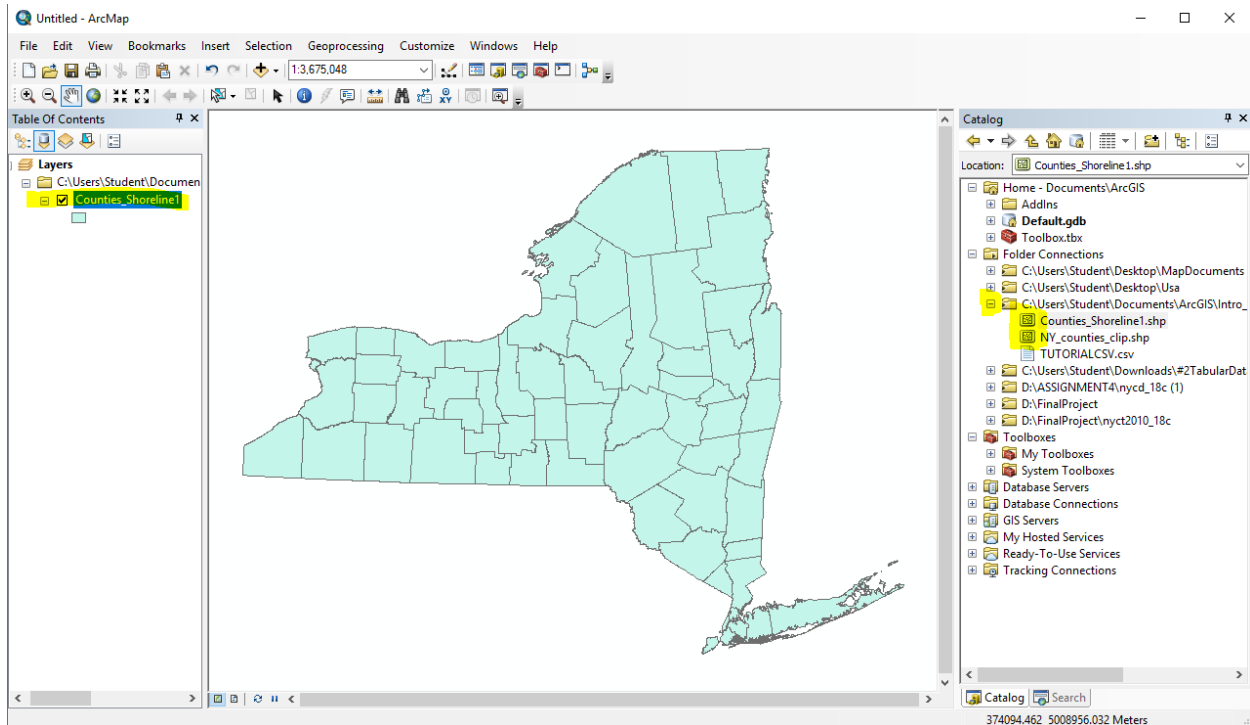 Untitled - ArcMap
File Edit View Bookmarks Insert Selection Geoprocessing Customize Windows Help
1:3,675,048
Table Of Contents
Layers
C:\Users\Student\Documen
Counties_Shoreline1
Catalog
Location: Counties_Shoreline1.shp
Home - Documents\ArcGIS
AddIns
Default.gdb
Toolbox.tbx
Folder Connections
C:\Users\Student\Desktop\MapDocuments
C:\Users\Student\Desktop\Usa
C:\Users\Student\Documents\ArcGIS\Intro_
Counties_Shoreline1.shp
NY_counties_clip.shp
TUTORIALCSV.csv
C:\Users\Student\Downloads\#2TabularDat
D:\ASSIGNMENT4\nycd_18c (1)
D:\FinalProject
D:\FinalProject\nyct2010_18c
Toolboxes
My Toolboxes
System Toolboxes
Database Servers
Database Connections
GIS Servers
My Hosted Services
Ready-To-Use Services
Tracking Connections
Catalog Search
374094.462 5008956.032 Meters